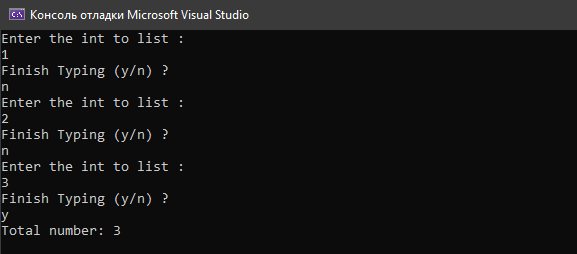 Консоль отладки Microsoft Visual Studio
Enter the int to list :
1
Finish Typing (y/n) ?
n
Enter the int to list :
2
Finish Typing (y/n) ?
n
Enter the int to list :
3
Finish Typing (y/n) ?
y
Total number: 3